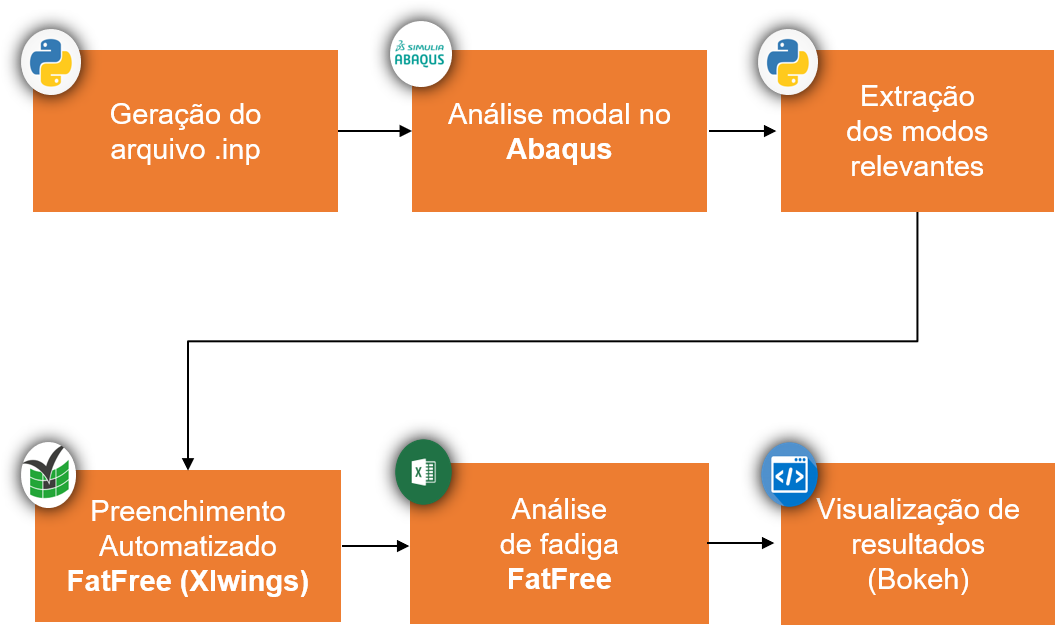 Geração do
arquivo .inp
SIMULIA
ABAQUS
Análise modal no
Abaqus
Extração
dos modos
relevantes
Preenchimento
Automatizado
FatFree (Xlwings)
X
Análise
de fadiga
FatFree
</>
Visualização de
resultados
(Bokeh)